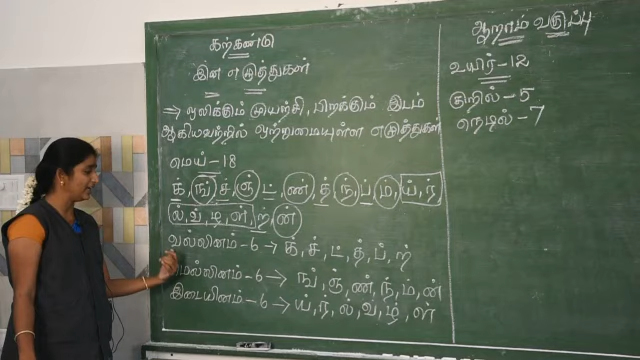 கற்கண்டு
இன எழுத்துகள்
⇒ ஒலிக்கும் முயற்சி, பிறக்கும் இடம்
ஆகியவற்றில் ஒற்றுமையுள்ள எழுத்துகள்
மெய் - 18
க், ங், ச், ஞ், ட், ண், த், ந், ப், ம், ய், ர்,
ல், வ், ழ், ள், ற், ன்
வல்லினம் - 6 → க், ச், ட், த், ப், ற்
மெல்லினம் - 6 → ங், ஞ், ண், ந், ம், ன்
இடையினம் - 6 → ய், ர், ல், வ், ழ், ள்
ஆறாம் வகுப்பு
உயிர் - 12
குறில் - 5
நெடில் - 7